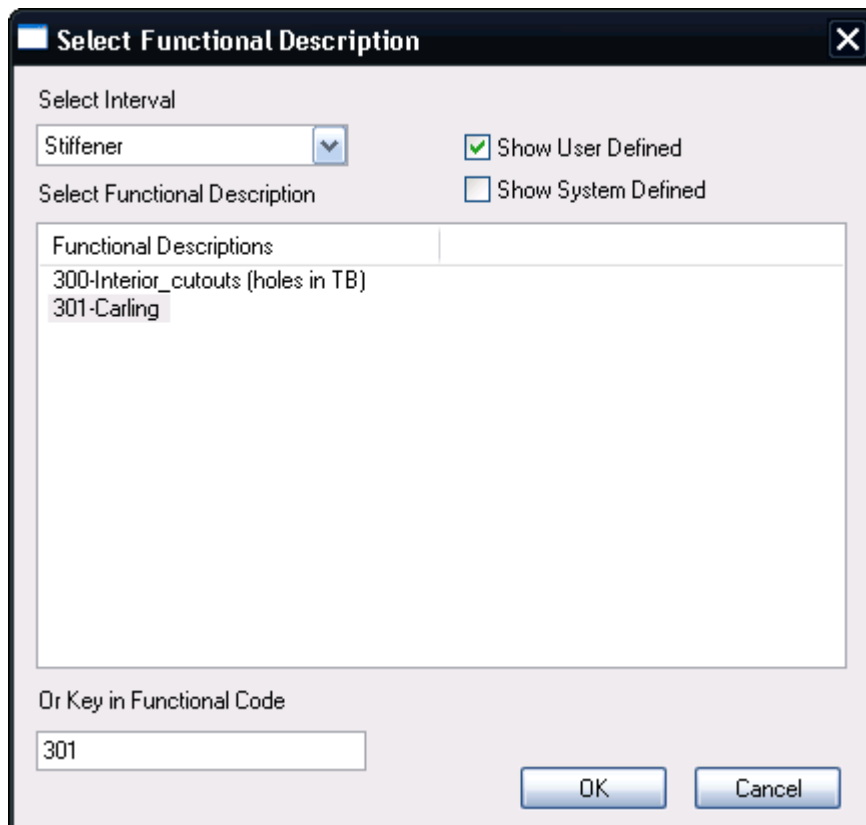 Select Functional Description
Select Interval
Stiffener
Show User Defined
Select Functional Description
Show System Defined
Functional Descriptions
300-Interior_cutouts (holes in TB)
301-Carling
Or Key in Functional Code
301
OK
Cancel